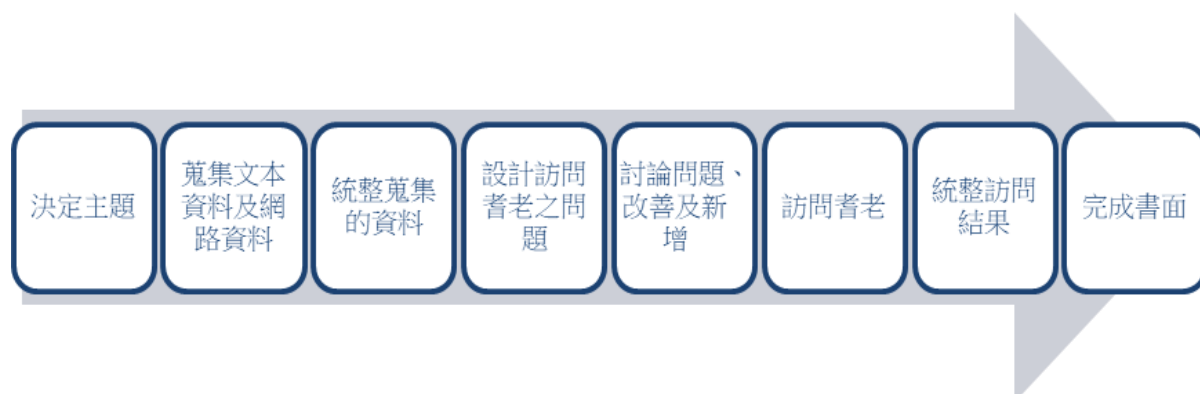 決定主題
蒐集文本
資料及網
路資料
統整蒐集
的資料
設計訪問
耆老之問
題
討論問題、
改善及新
增
訪問耆老
統整訪問
結果
完成書面